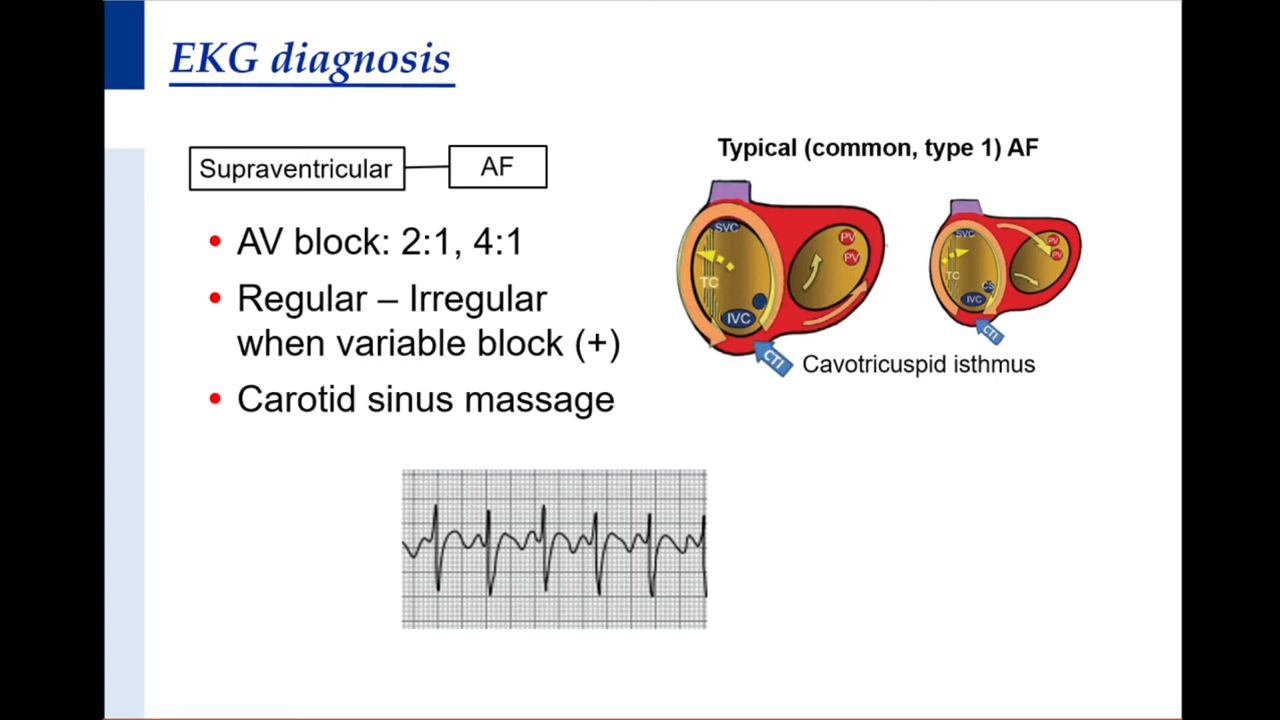 EKG diagnosis
Supraventricular
AF
• AV block: 2:1, 4:1
• Regular – Irregular
when variable block (+)
• Carotid sinus massage
Typical (common, type 1) AF
SVC
PV
PV
TC
IVC
CTI
SVC
PV
PV
TC
CS
IVC
CTI
Cavotricuspid isthmus